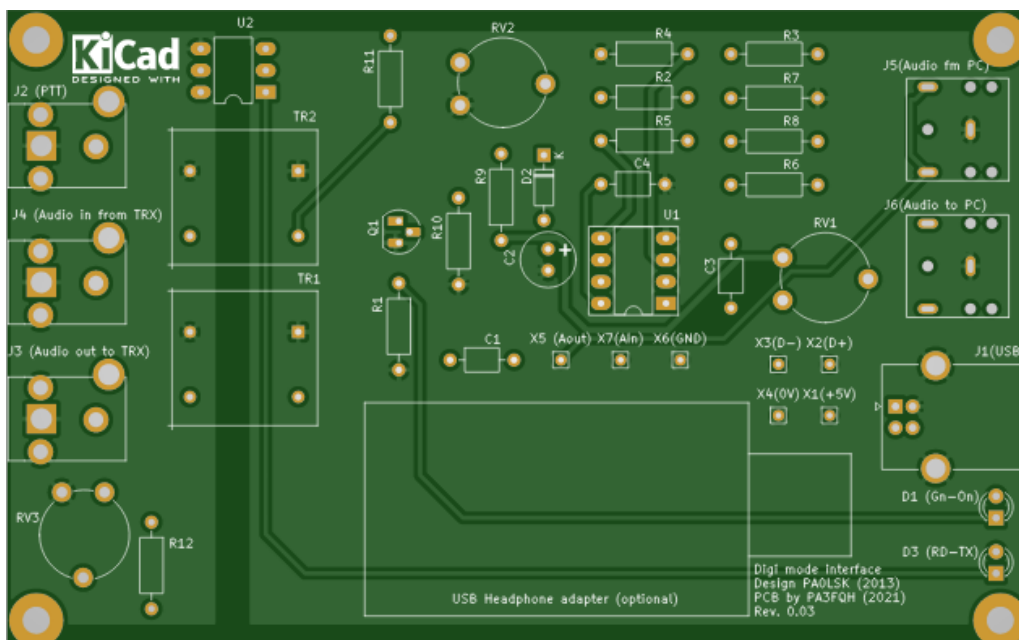 KiCad
DESIGNED WITH
U2
R11
RV2
R4
R3
J5(Audio fm PC)
J2 (PTT)
R2
R7
TR2
R5
R8
K
R9
D2
C4
R6
J4 (Audio in from TRX)
Q1
R10
C2
+
U1
J6(Audio to PC)
RV1
C3
TR1
R1
J3 (Audio out to TRX)
C1
X5 (Aout)
X7(AIn)
X6(GND)
X3(D-)
X2(D+)
J1(USB
X4(0V)
X1(+5V)
D1 (Gn-On)
RV3
R12
D3 (RD-TX)
USB Headphone adapter (optional)
Digi mode interface
Design PA0LSK (2013)
PCB by PA3FQH (2021)
Rev. 0.03